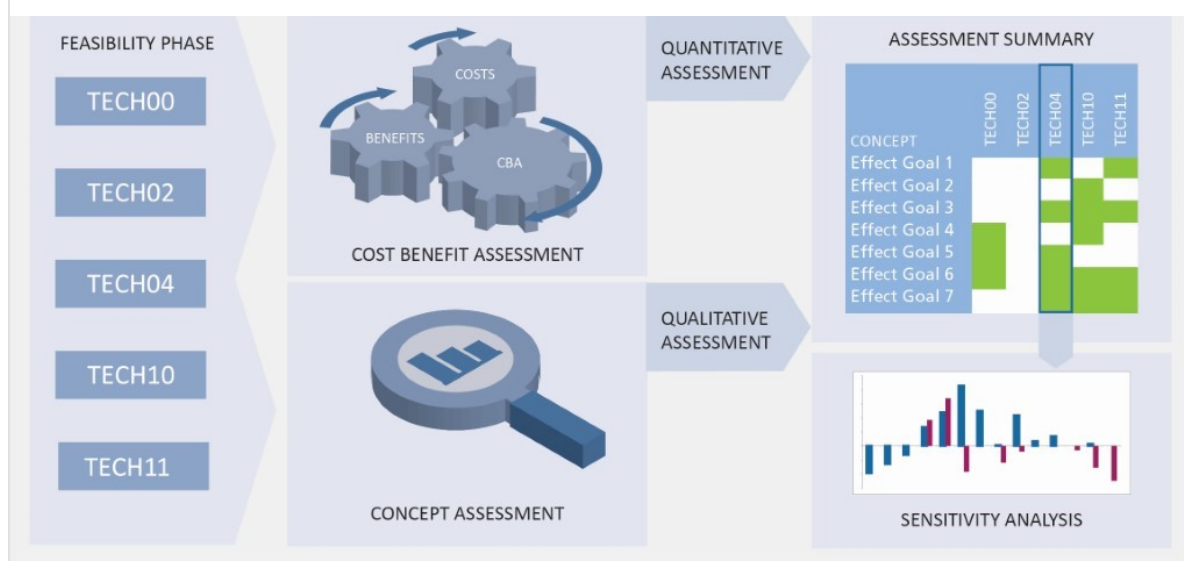 FEASIBILITY PHASE
TECH00
TECH02
TECH04
TECH10
TECH11
COSTS
BENEFITS
CBA
COST BENEFIT ASSESSMENT
CONCEPT ASSESSMENT
QUANTITATIVE
ASSESSMENT
QUALITATIVE
ASSESSMENT
ASSESSMENT SUMMARY
CONCEPT
TECH00
TECH02
TECH04
TECH10
TECH11
Effect Goal 1
Effect Goal 2
Effect Goal 3
Effect Goal 4
Effect Goal 5
Effect Goal 6
Effect Goal 7
SENSITIVITY ANALYSIS